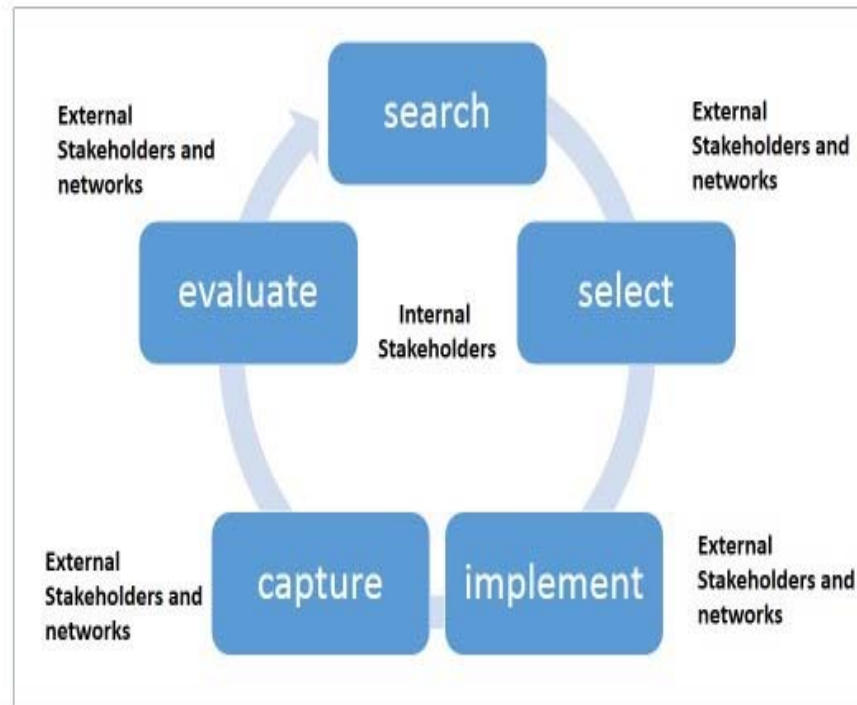 search
External
Stakeholders and
networks
External
Stakeholders and
networks
evaluate
select
Internal
Stakeholders
capture
implement
External
Stakeholders and
networks
External
Stakeholders and
networks